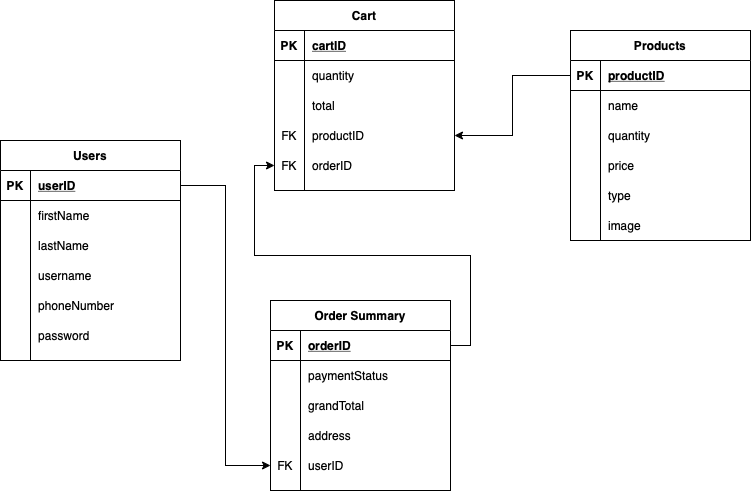 Cart
PK cartID
quantity
total
FK productID
FK orderID
Products
PK productID
name
quantity
price
type
image
Users
PK userID
firstName
lastName
username
phoneNumber
password
Order Summary
PK orderID
paymentStatus
grandTotal
address
FK userID